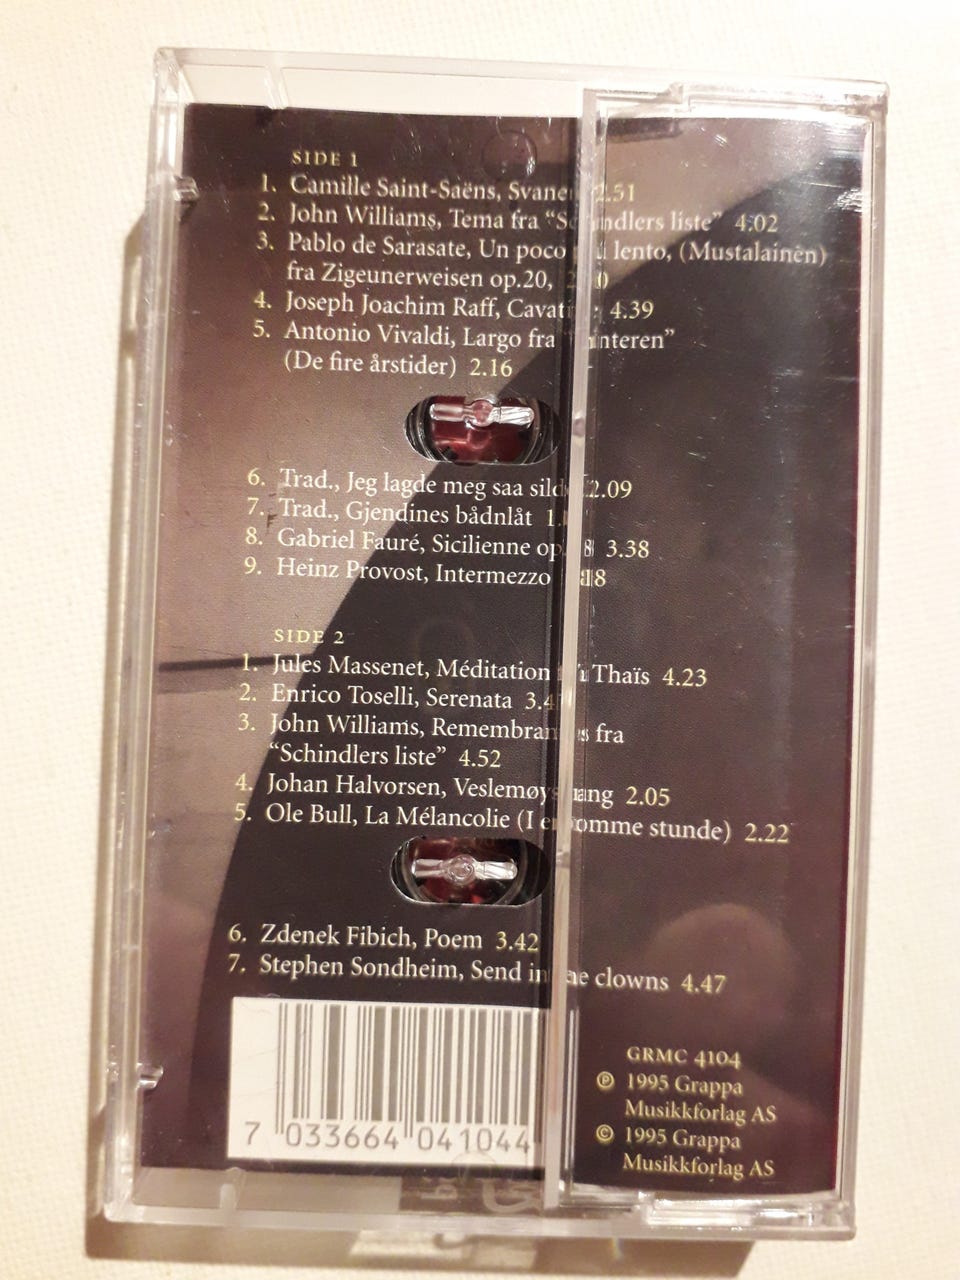 SIDE 1
1. Camille Saint-Saëns, Svanen 2.51
2. John Williams, Tema fra “Schindlers liste” 4.02
3. Pablo de Sarasate, Un poco lento, (Mustalainèn)
fra Zigeunerweisen op.20,
4. Joseph Joachim Raff, Cavatine 4.39
5. Antonio Vivaldi, Largo fra “Vinteren”
(De fire årstider) 2.16
6. Trad., Jeg lagde meg saa silde 2.09
7. Trad., Gjendines bådnlåt
8. Gabriel Fauré, Sicilienne 3.38
9. Heinz Provost, Intermezzo
SIDE 2
1. Jules Massenet, Méditation Thaïs 4.23
2. Enrico Toselli, Serenata
3. John Williams, Remembrances fra
“Schindlers liste” 4.52
4. Johan Halvorsen, Veslemøys sang 2.05
5. Ole Bull, La Mélancolie (I ensomme stunde) 2.22
6. Zdenek Fibich, Poem 3.42
7. Stephen Sondheim, Send in the clowns 4.47
7 033664 041044
GRMC 4104
℗ 1995 Grappa
Musikkforlag AS
© 1995 Grappa
Musikkforlag AS